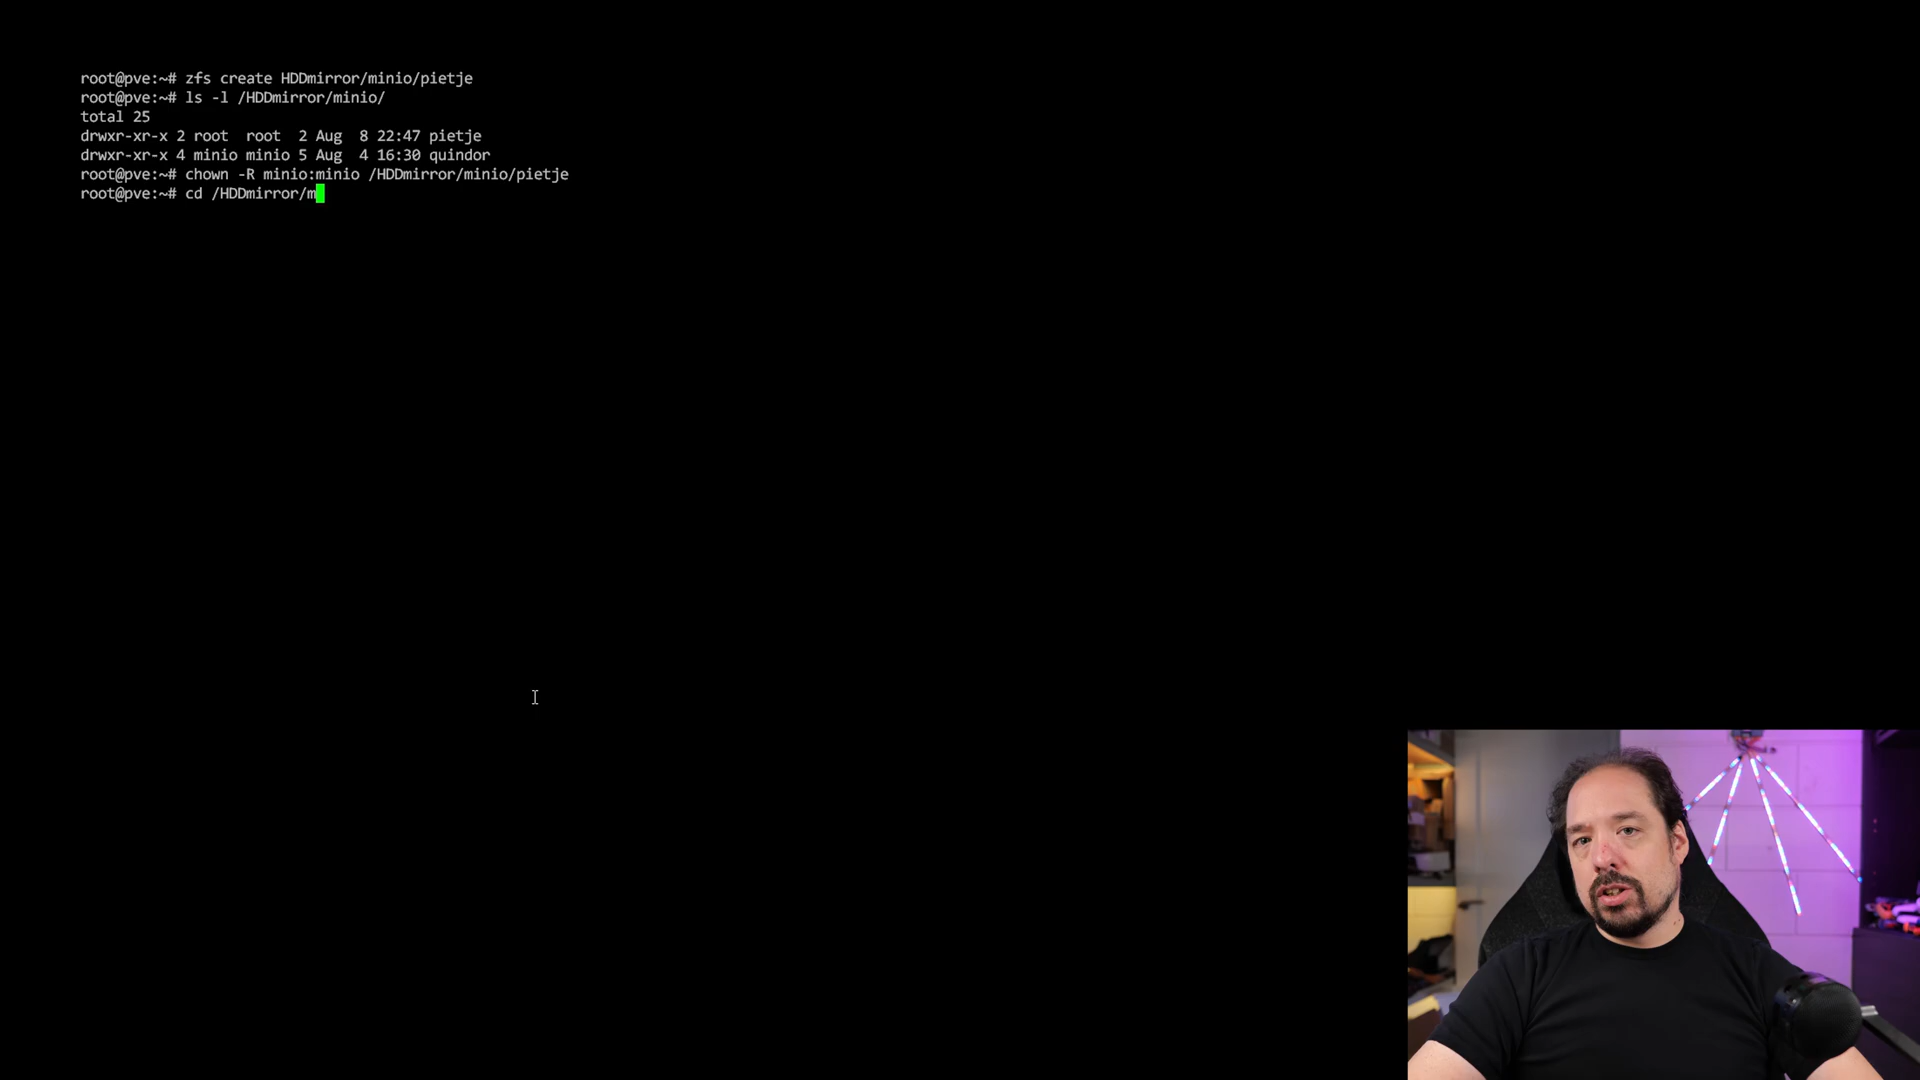 root@pve:~# zfs create HDDmirror/minio/pietje
root@pve:~# ls -l /HDDmirror/minio/
total 25
drwxr-xr-x 2 root  root  2 Aug  8 22:47 pietje
drwxr-xr-x 4 minio minio 5 Aug  4 16:30 quindor
root@pve:~# chown -R minio:minio /HDDmirror/minio/pietje
root@pve:~# cd /HDDmirror/m